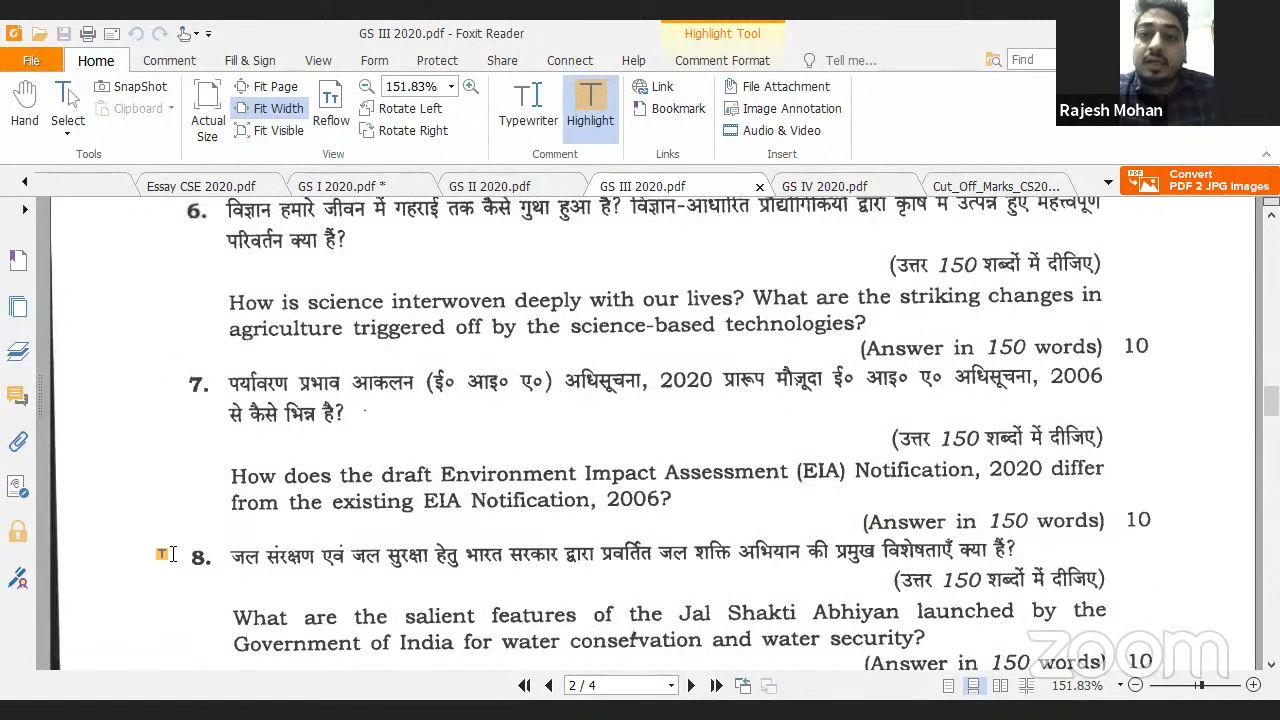 GS III 2020.pdf - Foxit Reader
Highlight Tool
File Home Comment Fill & Sign View Form Protect Share Connect Help Comment Format Tell me... Find
Hand
Select
SnapShot
Clipboard
Tools
Actual Size
Fit Page
Fit Width
Fit Visible
Reflow
151.83%
Rotate Left
Rotate Right
View
Typewriter
Highlight
Comment
Link
Bookmark
Links
File Attachment
Image Annotation
Audio & Video
Insert
Rajesh Mohan
Essay CSE 2020.pdf GS I 2020.pdf * GS II 2020.pdf GS III 2020.pdf GS IV 2020.pdf Cut_Off_Marks_CS20...
Convert
PDF 2 JPG Images
6. विज्ञान हमारे जीवन में गहराई तक कैसे गुथा हुआ है? विज्ञान-आधारित प्रौद्योगिकियों द्वारा कृषि में उत्पन्न हुए महत्त्वपूर्ण
परिवर्तन क्या हैं?
(उत्तर 150 शब्दों में दीजिए)
How is science interwoven deeply with our lives? What are the striking changes in
agriculture triggered off by the science-based technologies?
(Answer in 150 words) 10
7. पर्यावरण प्रभाव आकलन (ई० आइ० ए०) अधिसूचना, 2020 प्रारूप मौज़ूदा ई० आइ० ए० अधिसूचना, 2006
से कैसे भिन्न है?
(उत्तर 150 शब्दों में दीजिए)
How does the draft Environment Impact Assessment (EIA) Notification, 2020 differ
from the existing EIA Notification, 2006?
(Answer in 150 words) 10
8. जल संरक्षण एवं जल सुरक्षा हेतु भारत सरकार द्वारा प्रवर्तित जल शक्ति अभियान की प्रमुख विशेषताएँ क्या हैं?
(उत्तर 150 शब्दों में दीजिए)
What are the salient features of the Jal Shakti Abhiyan launched by the
Government of India for water conservation and water security?
(Answer in 150 words) 10
zoom
2 / 4
151.83%